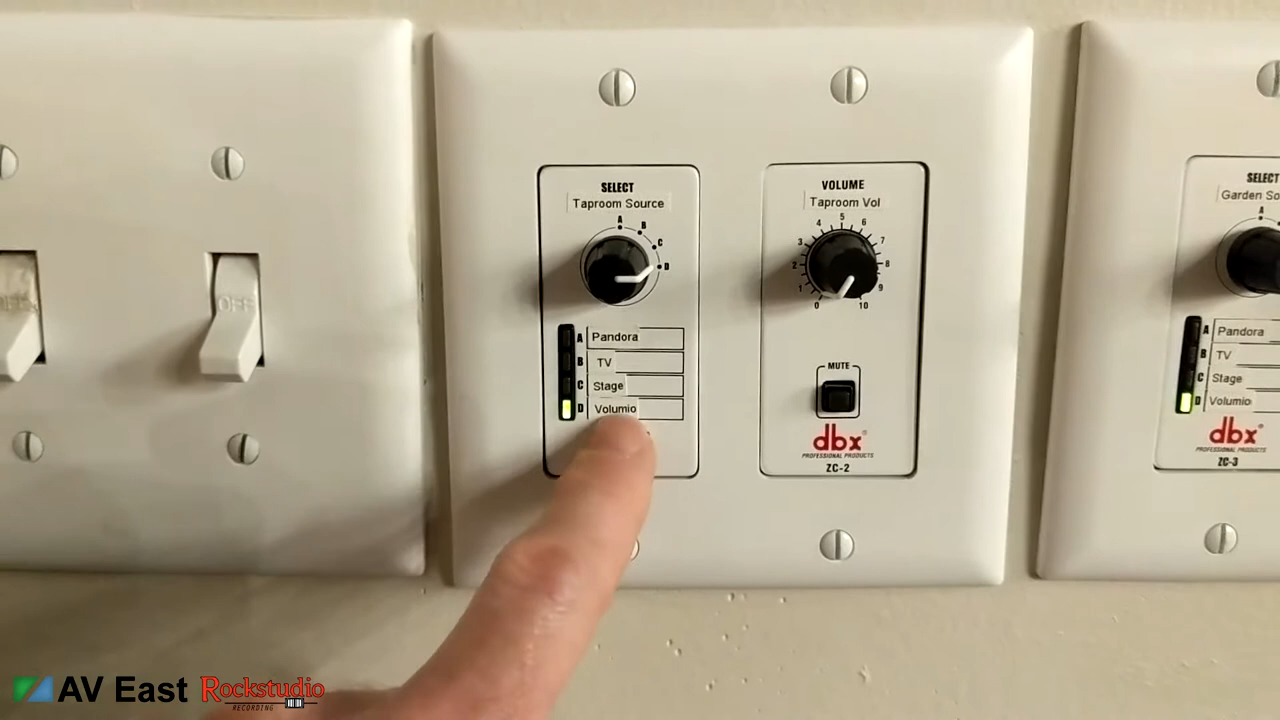 OFF
SELECT
Taproom Source
A
B
C
D
A Pandora
B TV
C Stage
D Volumio
VOLUME
Taproom Vol
0
1
2
3
4
5
6
7
8
9
10
MUTE
dbx
PROFESSIONAL PRODUCTS
ZC-2
SELECT
Garden So
A
A Pandora
B TV
C Stage
D Volumio
dbx
PROFESSIONAL PRODUCTS
ZC-3
AV East
Rockstudio
RECORDING